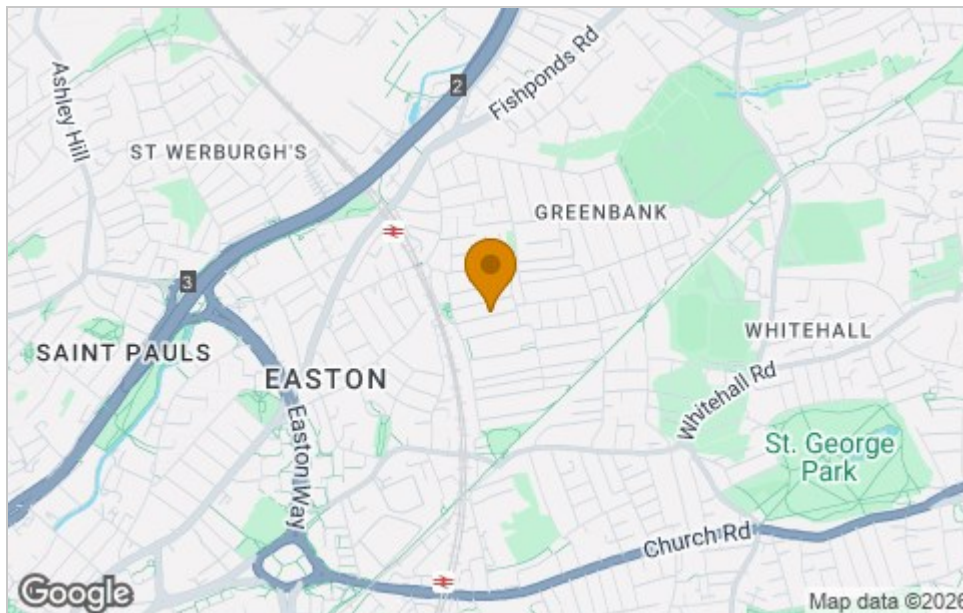 Ashley Hill
2
Fishponds Rd
ST WERBURGH'S
GREENBANK
3
SAINT PAULS
WHITEHALL
EASTON
Whitehall Rd
Easton Way
St. George
Park
Church Rd
Google
Map data ©2026